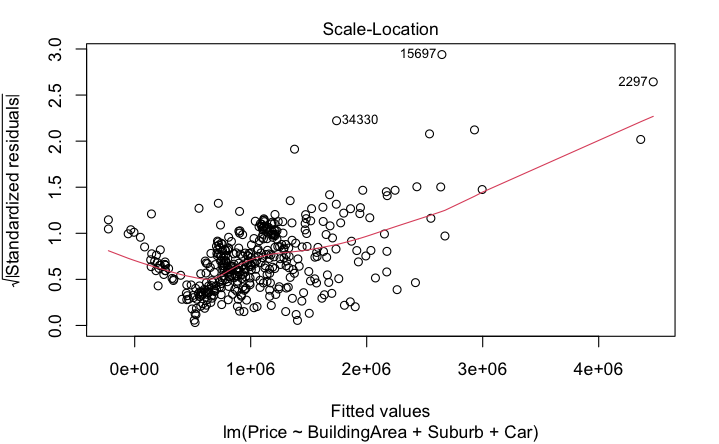 Scale-Location
√|Standardized residuals|
3.0
2.5
2.0
1.5
1.0
0.5
0.0
15697
2297
34330
0e+00 1e+06 2e+06 3e+06 4e+06
Fitted values
lm(Price ~ BuildingArea + Suburb + Car)